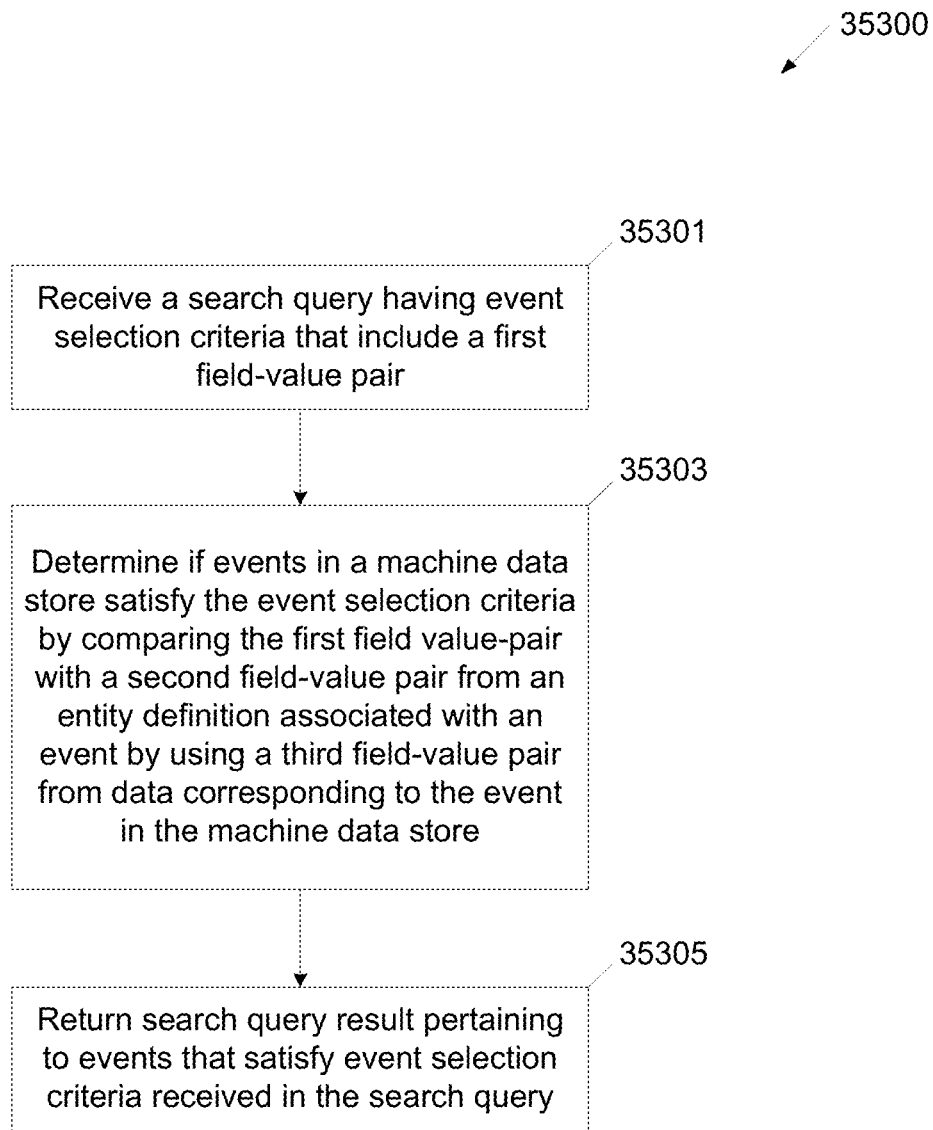 35300
35301
Receive a search query having event
selection criteria that include a first
field-value pair
35303
Determine if events in a machine data
store satisfy the event selection criteria
by comparing the first field value-pair
with a second field-value pair from an
entity definition associated with an
event by using a third field-value pair
from data corresponding to the event
in the machine data store
35305
Return search query result pertaining
to events that satisfy event selection
criteria received in the search query